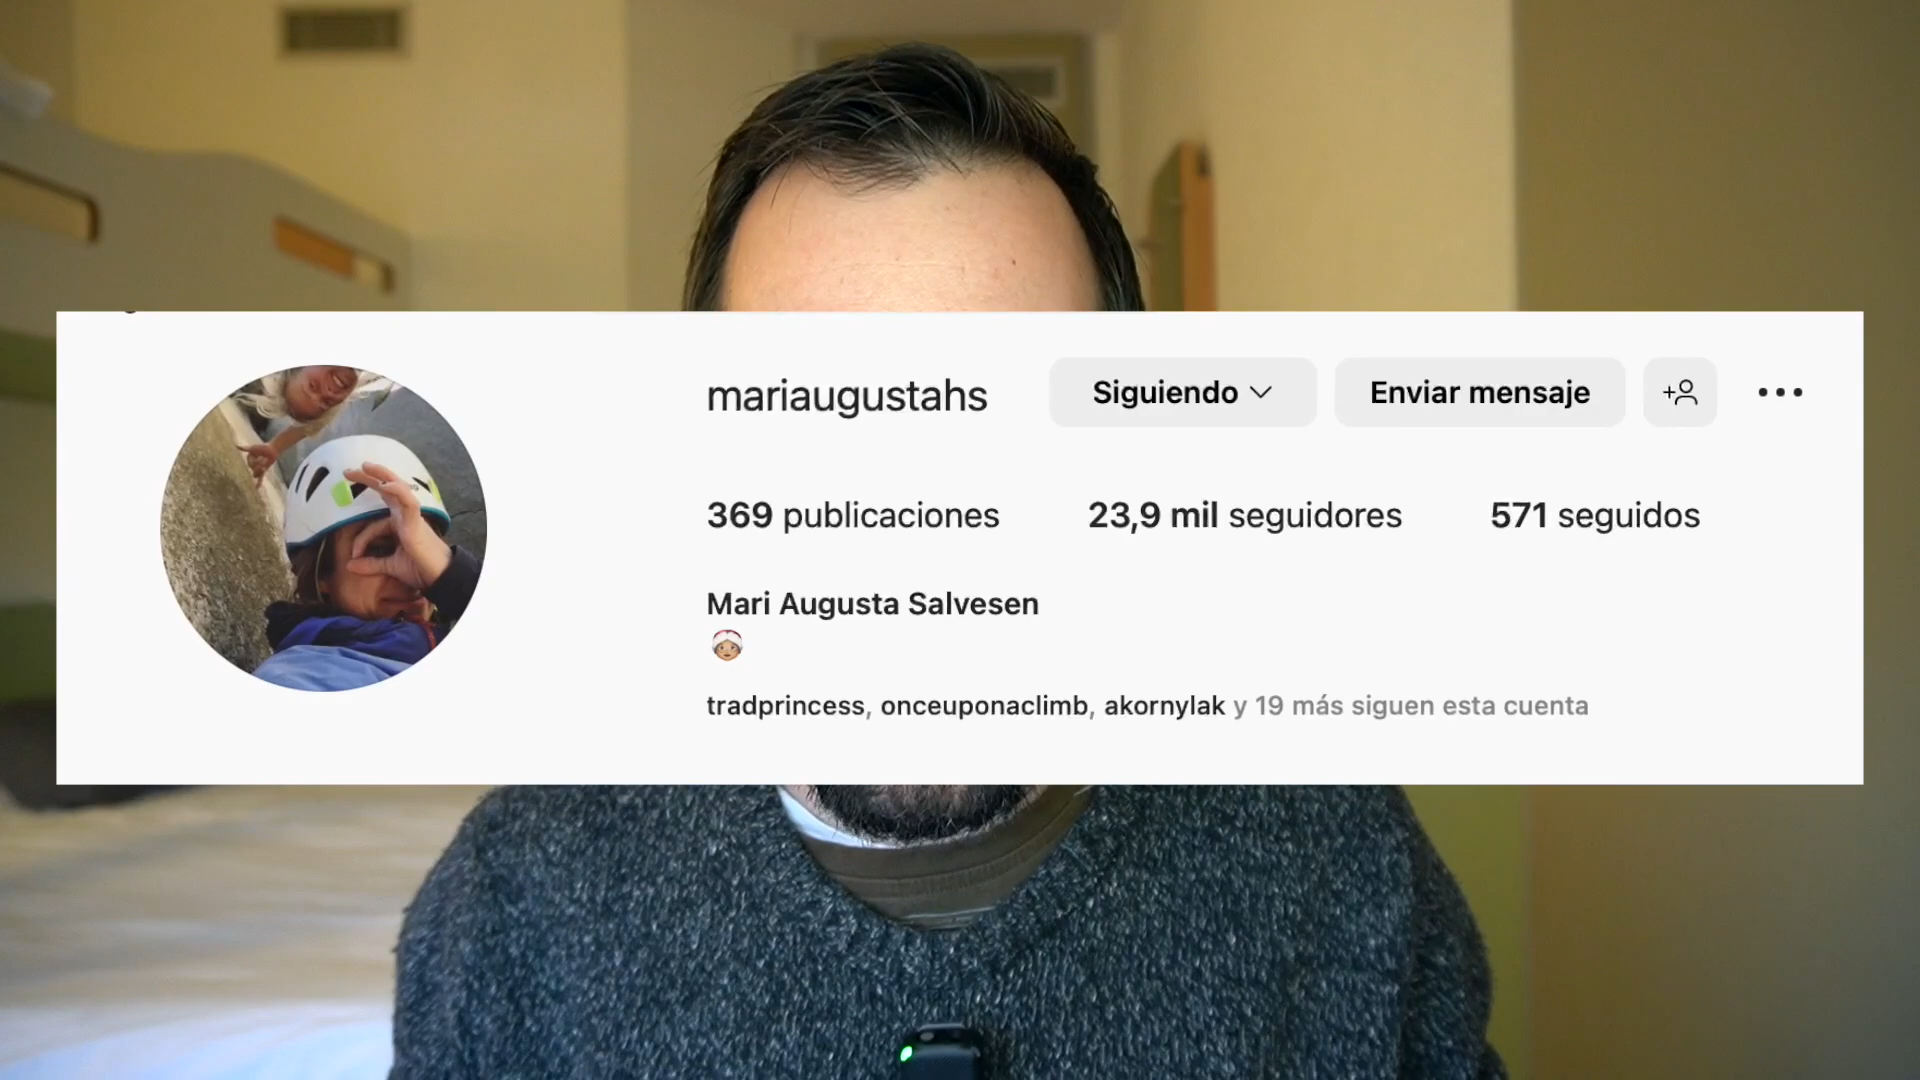 mariaugustahs
Siguiendo
Enviar mensaje
369 publicaciones
23,9 mil seguidores
571 seguidos
Mari Augusta Salvesen
tradprincess, onceuponaclimb, akornylak y 19 más siguen esta cuenta